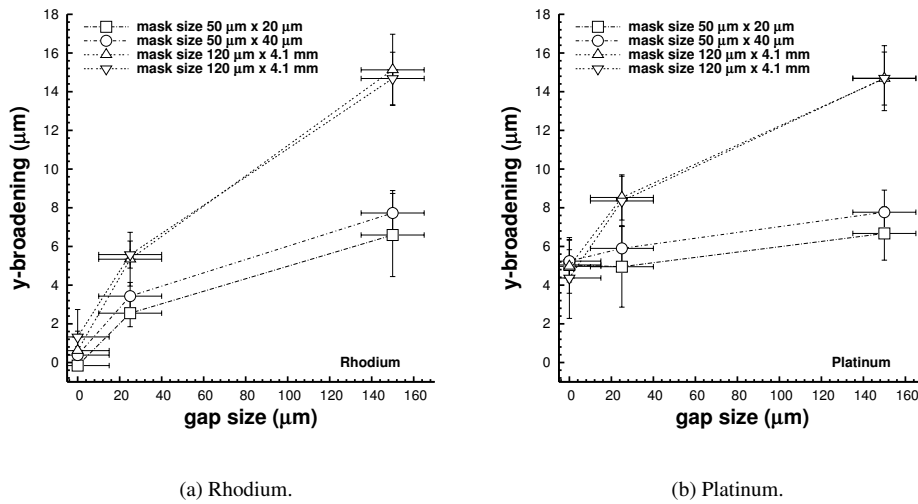 18
16
14
12
10
8
6
4
2
0
y-broadening (μm)
mask size 50 μm x 20 μm
mask size 50 μm x 40 μm
mask size 120 μm x 4.1 mm
mask size 120 μm x 4.1 mm
Rhodium
0 20 40 60 80 100 120 140 160
gap size (μm)
(a) Rhodium.
18
16
14
12
10
8
6
4
2
0
y-broadening (μm)
mask size 50 μm x 20 μm
mask size 50 μm x 40 μm
mask size 120 μm x 4.1 mm
mask size 120 μm x 4.1 mm
Platinum
0 20 40 60 80 100 120 140 160
gap size (μm)
(b) Platinum.